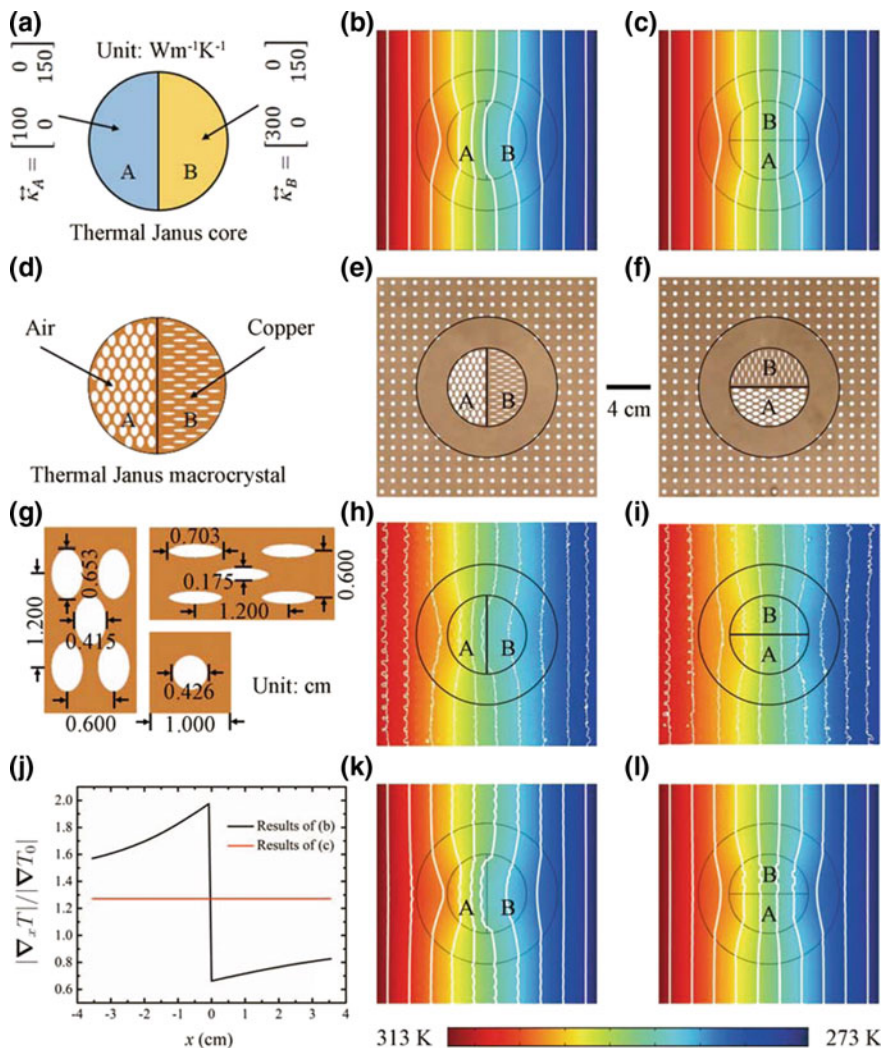 (a)
Unit: Wm⁻¹K⁻¹
κ⃡_A = [100 0 0 150]
κ⃡_B = [300 0 0 150]
A B
Thermal Janus core
(b)
A B
(c)
B
A
(d)
Air
Copper
A B
Thermal Janus macrocrystal
(e)
A B
4 cm
(f)
B
A
(g)
1.200
0.653
0.415
0.600
0.703
0.175
1.200
0.600
0.426
1.000
Unit: cm
(h)
A B
(i)
B
A
(j)
|∇ₓT|/|∇T₀|
2.0
1.8
1.6
1.4
1.2
1.0
0.8
0.6
Results of (b)
Results of (c)
-4 -3 -2 -1 0 1 2 3 4
x (cm)
(k)
A B
(l)
B
A
313 K
273 K